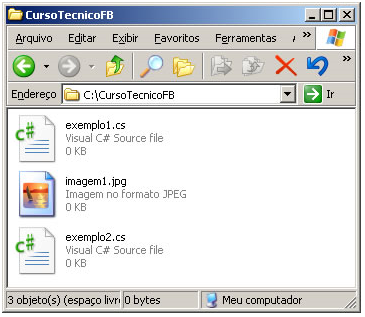 CursoTecnicoFB
Arquivo Editar Exibir Favoritos Ferramentas »
Endereço C:\CursoTecnicoFB Ir
exemplo1.cs
Visual C# Source file
0 KB
imagem1.jpg
Imagem no formato JPEG
0 KB
exemplo2.cs
Visual C# Source file
0 KB
3 objeto(s) (espaço livre 0 bytes Meu computador